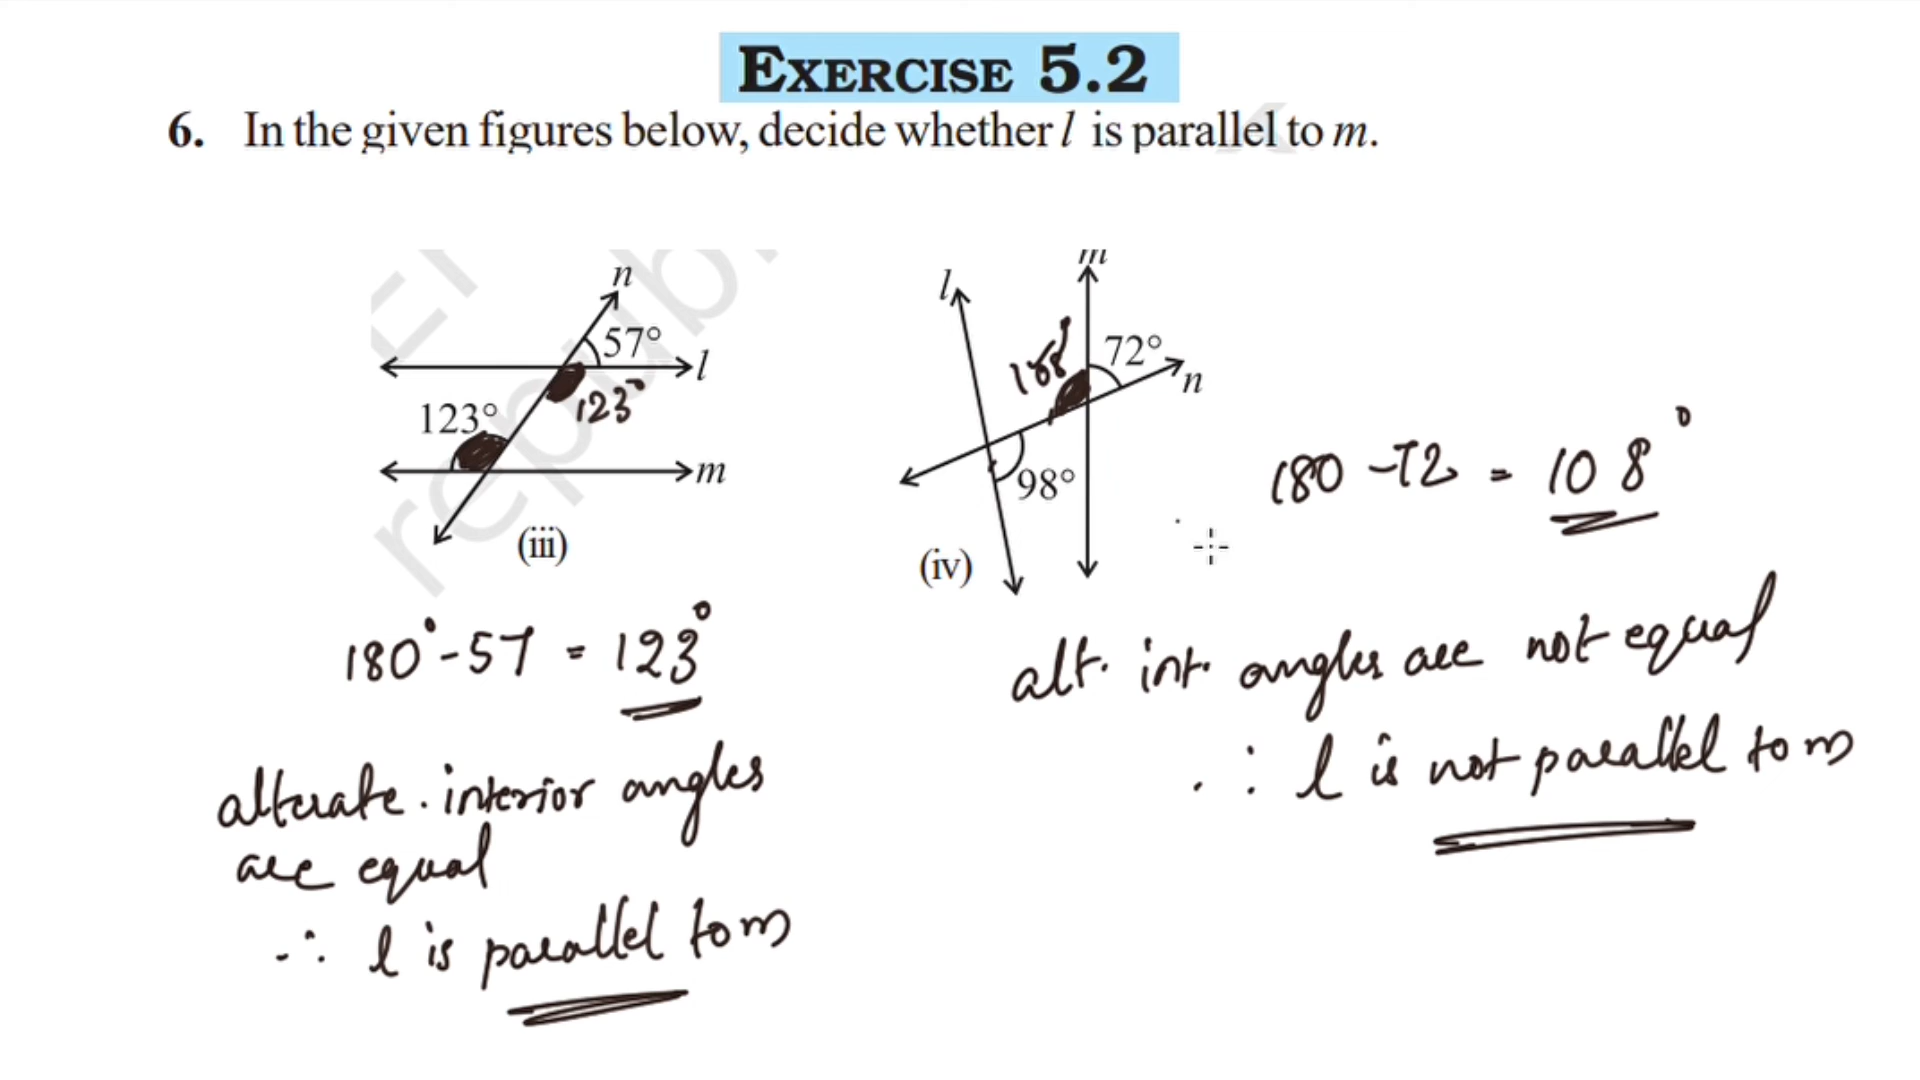 EXERCISE 5.2
6. In the given figures below, decide whether l is parallel to m.
n
57°
l
123°
123°
m
(iii)
m
l
108°
72°
n
98°
(iv)
180 - 72 = 108°
180° - 57 = 123°
alt. int. angles are not equal
∴ l is not parallel to m
alternate. interior angles
are equal
∴ l is parallel to m